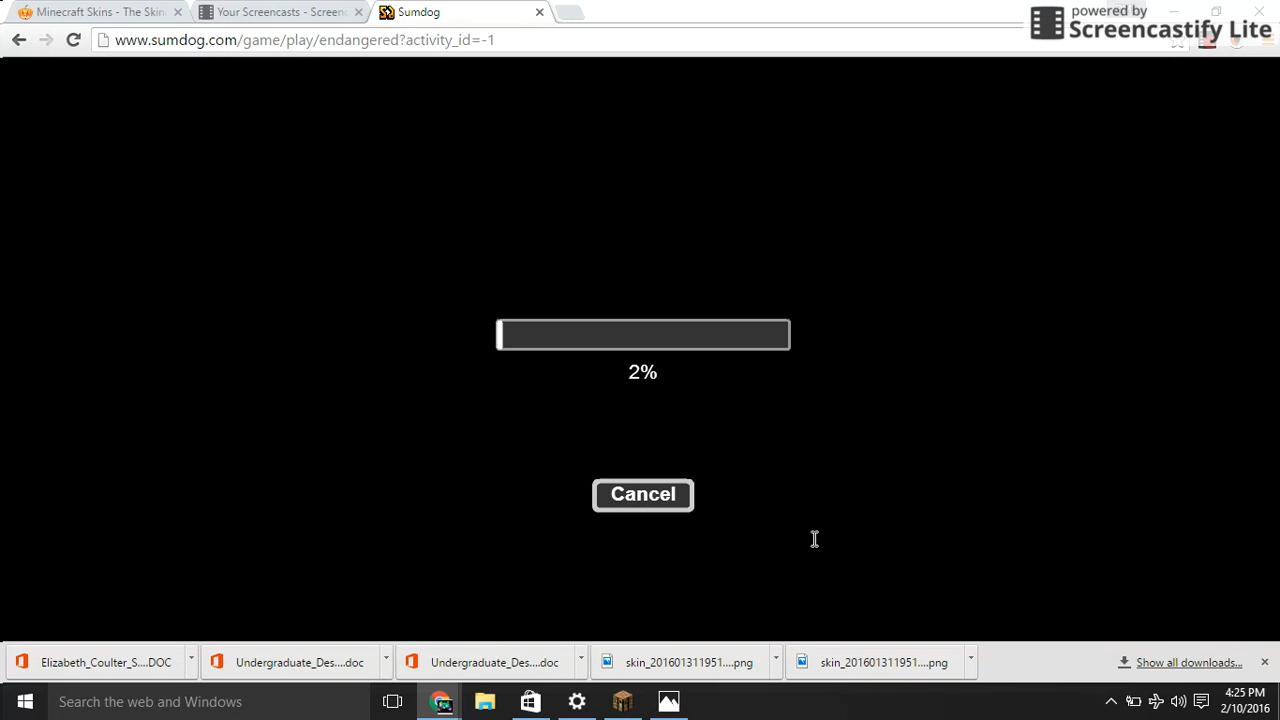 Minecraft Skins - The Skin
Your Screencasts - Screenc
Sumdog
powered by
Screencastify Lite
www.sumdog.com/game/play/endangered?activity_id=-1
2%
Cancel
Elizabeth_Coulter_S....DOC
Undergraduate_Des....doc
Undergraduate_Des....doc
skin_201601311951....png
skin_201601311951....png
Show all downloads...
Search the web and Windows
4:25 PM
2/10/2016